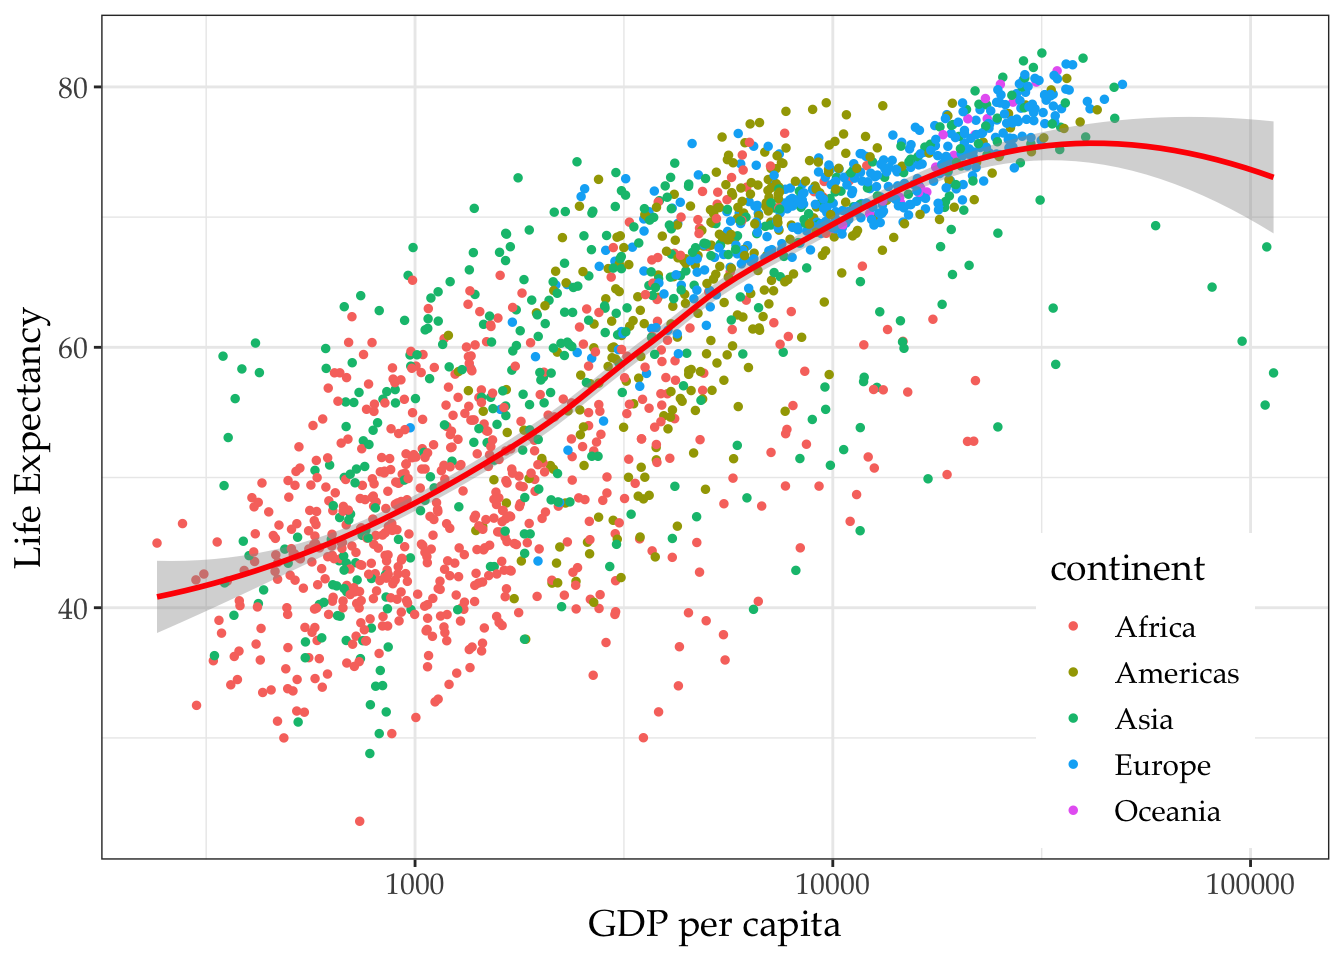 80
60
40
Life Expectancy
1000
10000
100000
GDP per capita
continent
Africa
Americas
Asia
Europe
Oceania